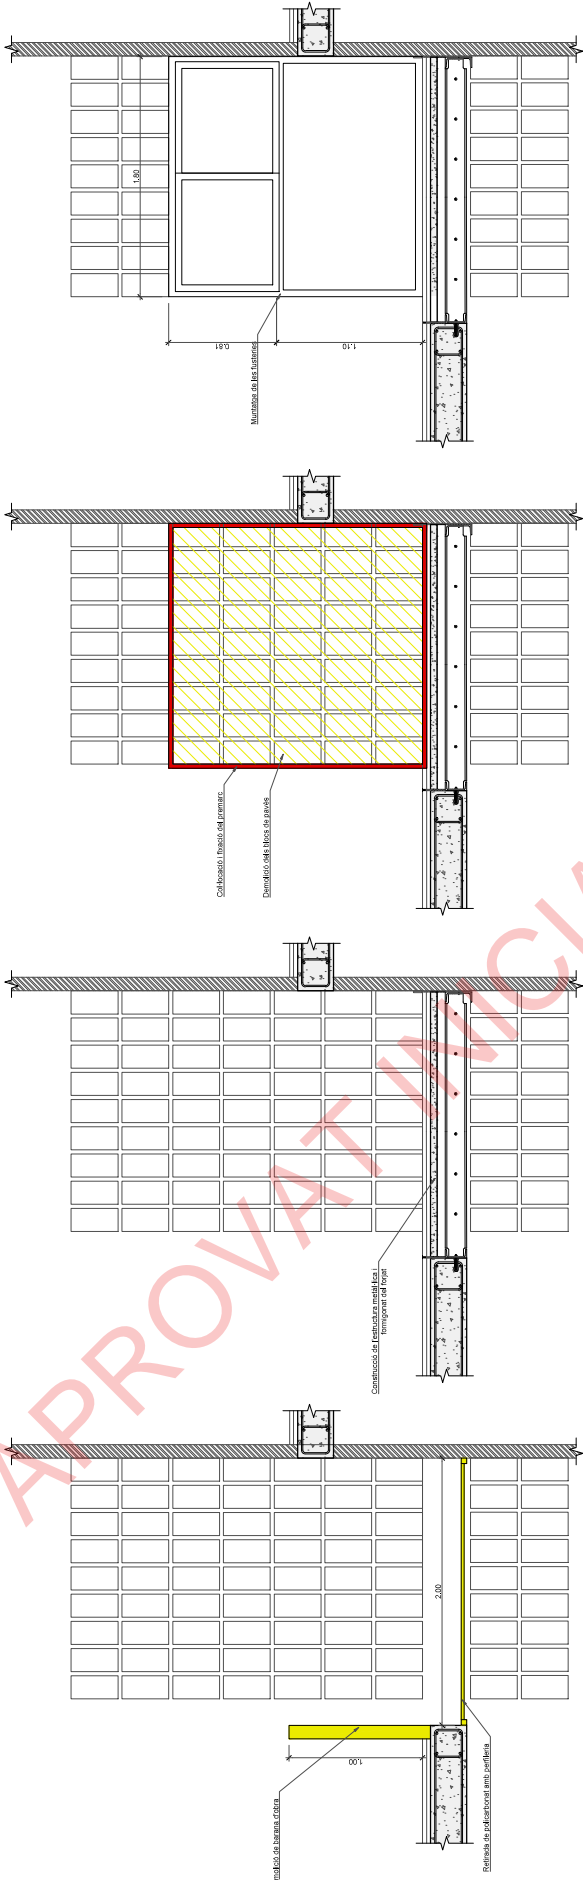 1.80
0.81
1.10
Muntatge de les fusteries
Col·locació i fixació del premarc
Demolició dels blocs de pavés
Construcció de l'estructura metàl·lica i
formigonat del forjat
2.00
1.00
molició de barana d'obra
Retirada de policarbonat amb perfileria
APROVAT INICIA